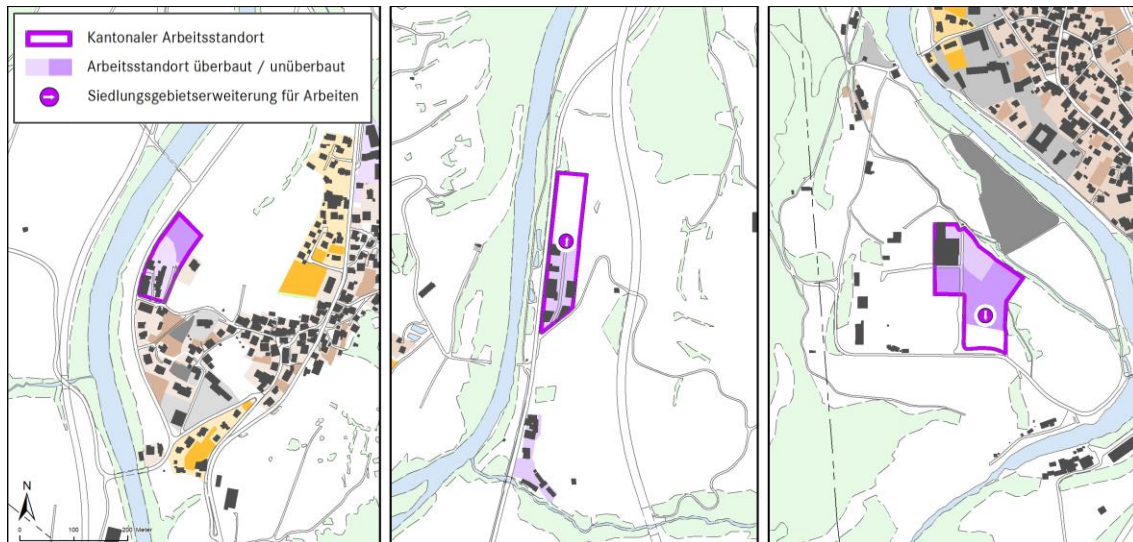 Kantonaler Arbeitsstandort
Arbeitsstandort überbaut / unüberbaut
Siedlungsgebietserweiterung für Arbeiten
N
0 100 200 Meter